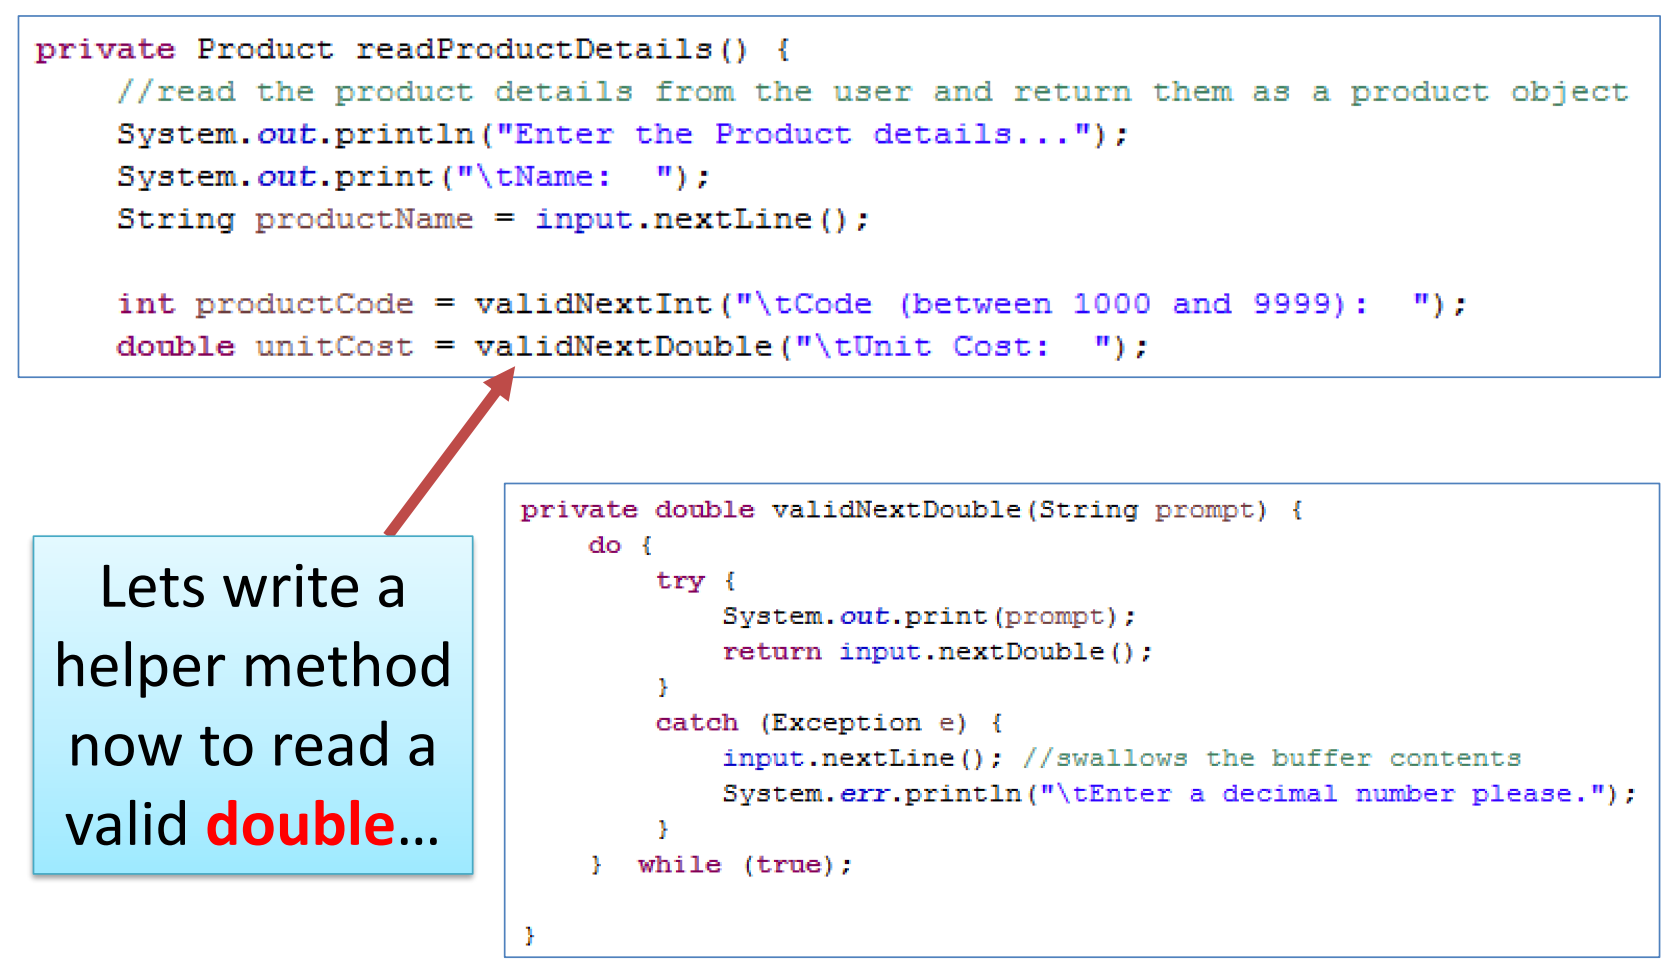 private Product readProductDetails() {
//read the product details from the user and return them as a product object
System.out.println("Enter the Product details...");
System.out.print("\tName:  ");
String productName = input.nextLine();
int productCode = validNextInt("\tCode (between 1000 and 9999):  ");
double unitCost = validNextDouble("\tUnit Cost:  ");
Lets write a
helper method
now to read a
valid double...
private double validNextDouble(String prompt) {
do {
try {
System.out.print(prompt);
return input.nextDouble();
}
catch (Exception e) {
input.nextLine(); //swallows the buffer contents
System.err.println("\tEnter a decimal number please.");
}
}  while (true);
}